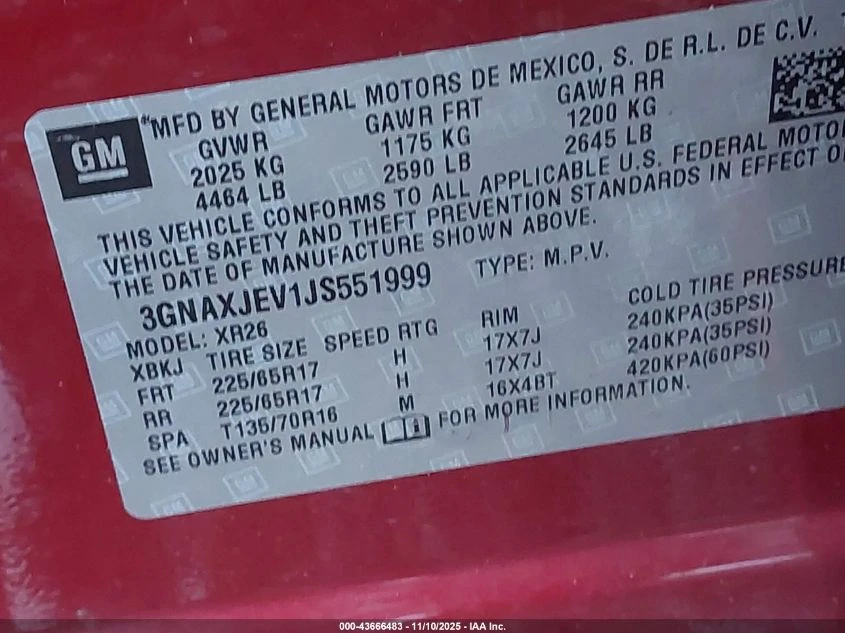 "MFD BY GENERAL MOTORS DE MEXICO, S. DE R.L. DE C.V.
GM
GVWR GAWR FRT GAWR RR
2025 KG 1175 KG 1200 KG
4464 LB 2590 LB 2645 LB
THIS VEHICLE CONFORMS TO ALL APPLICABLE U.S. FEDERAL MOTO
VEHICLE SAFETY AND THEFT PREVENTION STANDARDS IN EFFECT O
THE DATE OF MANUFACTURE SHOWN ABOVE.
3GNAXJEV1JS551999 TYPE: M.P.V.
MODEL: XR26
XBKJ TIRE SIZE SPEED RTG RIM COLD TIRE PRESSURE
FRT 225/65R17 H 17X7J 240KPA(35PSI)
RR 225/65R17 H 17X7J 240KPA(35PSI)
SPA T135/70R16 M 16X4BT 420KPA(60PSI)
SEE OWNER'S MANUAL FOR MORE INFORMATION.
000-43666483 - 11/10/2025 - IAA Inc.